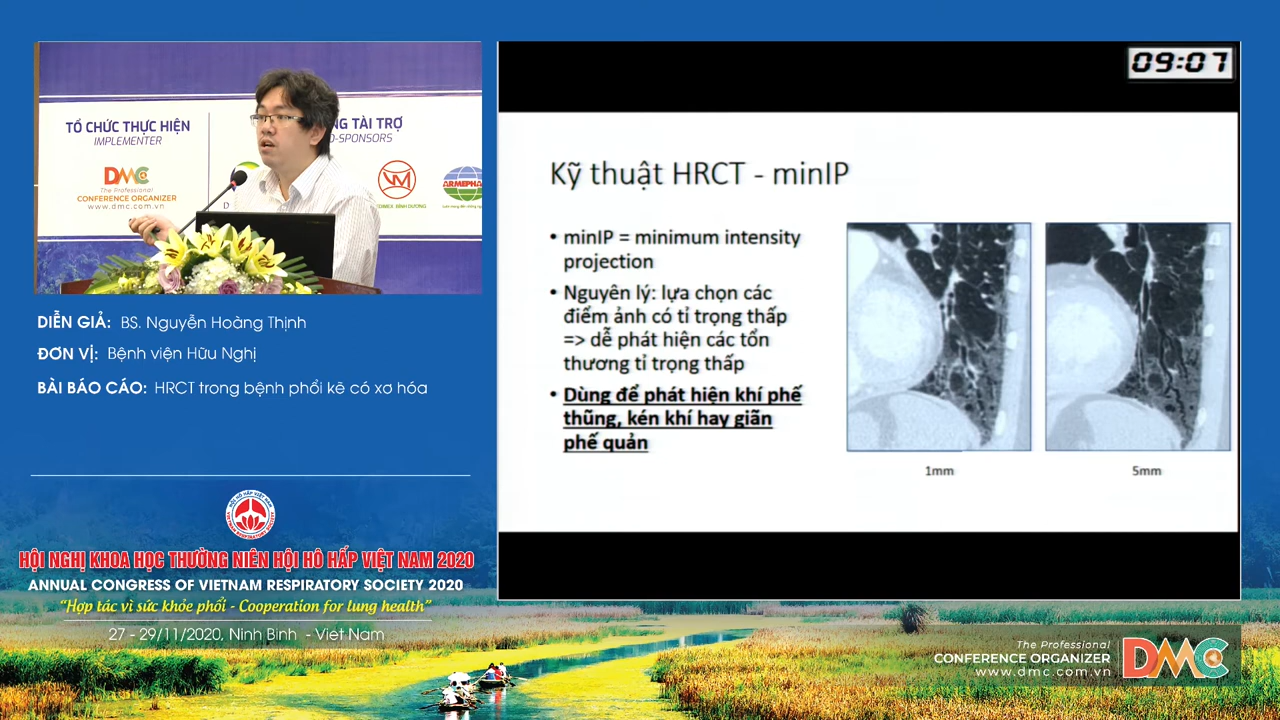 TỔ CHỨC THỰC HIỆN
IMPLEMENTER
DMC
The Professional
CONFERENCE ORGANIZER
www.dmc.com.vn
NG TÀI TRỢ
O-SPONSORS
ARMEPHA
DIỄN GIẢ: BS. Nguyễn Hoàng Thịnh
ĐƠN VỊ: Bệnh viện Hữu Nghị
BÀI BÁO CÁO: HRCT trong bệnh phổi kẽ có xơ hóa
HỘI NGHỊ KHOA HỌC THƯỜNG NIÊN HỘI HÔ HẤP VIỆT NAM 2020
ANNUAL CONGRESS OF VIETNAM RESPIRATORY SOCIETY 2020
“Hợp tác vì sức khỏe phổi - Cooperation for lung health”
27 - 29/11/2020, Ninh Bình - Việt Nam
09:07
Kỹ thuật HRCT - minIP
• minIP = minimum intensity
projection
• Nguyên lý: lựa chọn các
điểm ảnh có tỉ trọng thấp
=> dễ phát hiện các tổn
thương tỉ trọng thấp
• Dùng để phát hiện khí phế
thũng, kén khí hay giãn
phế quản
1mm
5mm
The Professional
CONFERENCE ORGANIZER
www.dmc.com.vn
DMC